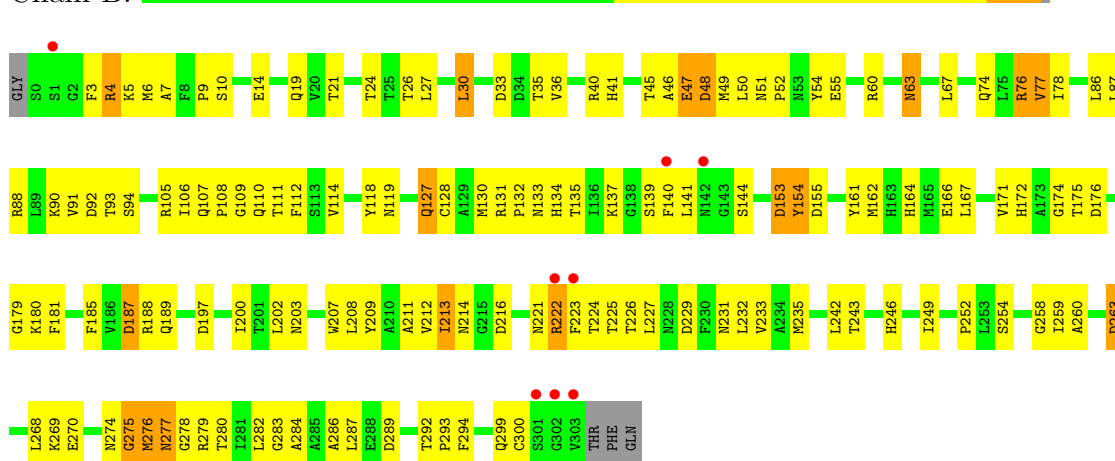 GLY S0 S1 G2 F3 R4 K5 M6 A7 F8 P9 S10 E14 Q19 V20 T21 T24 T25 T26 L27 L30 D33 D34 T35 V36 R40 H41 T45 A46 E47 D48 M49 L50 N51 P52 N53 Y54 E55 R60 N63 L67 Q74 L75 R76 V77 I78 L86 L87
R88 L89 K90 V91 D92 T93 S94 R105 I106 Q107 P108 G109 Q110 T111 F112 S113 V114 Y118 N119 Q127 C128 A129 M130 R131 P132 N133 H134 T135 I136 K137 G138 S139 F140 L141 N142 G143 S144 D153 Y154 D155 Y161 M162 H163 H164 M165 E166 L167 V171 H172 A173 G174 T175 D176
G179 K180 F181 F185 V186 D187 R188 Q189 D197 I200 T201 L202 N203 W207 L208 Y209 A210 A211 V212 I213 N214 G215 D216 N221 R222 F223 T224 T225 T226 L227 N228 D229 F230 N231 L232 V233 A234 M235 L242 T243 H246 I249 P252 L253 S254 G258 I259 A260 D263
L268 K269 E270 N274 G275 M276 N277 G278 R279 T280 I281 L282 G283 A284 A285 A286 L287 E288 D289 T292 P293 F294 Q299 C300 S301 G302 V303 THR PHE GLN